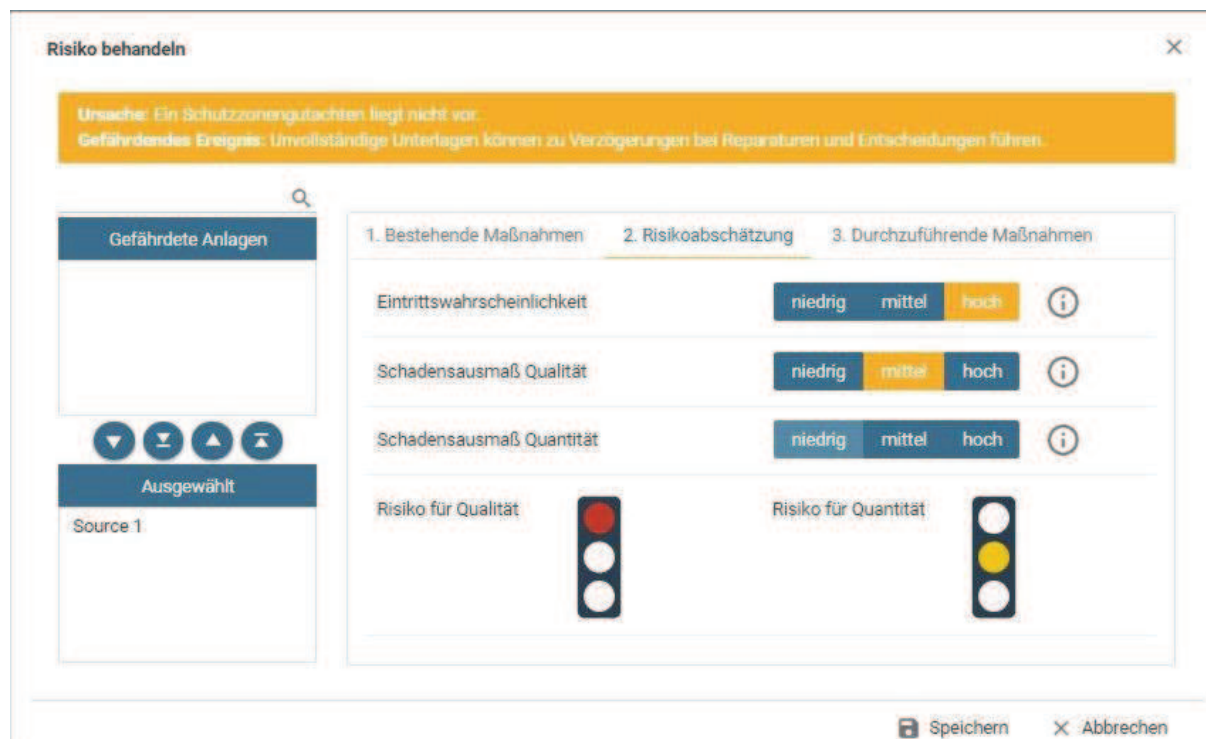 Risiko behandeln
Ursache: Ein Schutzzonengutachten liegt nicht vor.
Gefährdendes Ereignis: Unvollständige Unterlagen können zu Verzögerungen bei Reparaturen und Entscheidungen führen.
Gefährdete Anlagen
Ausgewählt
Source 1
1. Bestehende Maßnahmen 2. Risikoabschätzung 3. Durchzuführende Maßnahmen
Eintrittswahrscheinlichkeit niedrig mittel hoch
Schadensausmaß Qualität niedrig mittel hoch
Schadensausmaß Quantität niedrig mittel hoch
Risiko für Qualität Risiko für Quantität
Speichern Abbrechen